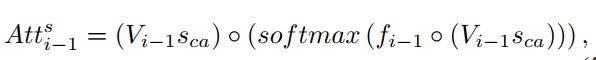 Att^s_{i−1} = (V_{i−1}s_{ca}) ∘ (softmax (f_{i−1} ∘ (V_{i−1}s_{ca}))) ,